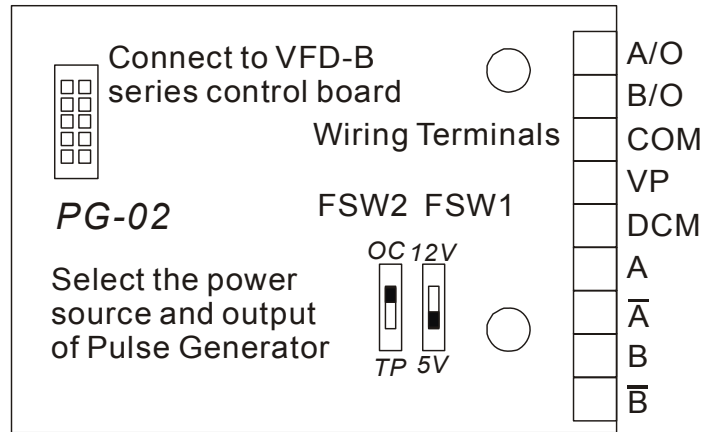 Connect to VFD-B
series control board
Wiring Terminals
PG-02
FSW2 FSW1
OC 12V
TP 5V
Select the power
source and output
of Pulse Generator
A/O
B/O
COM
VP
DCM
A
A̅
B
B̅